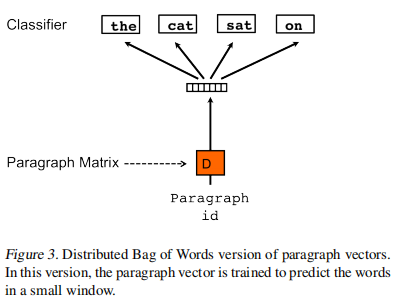 Classifier
the cat sat on
Paragraph Matrix
D
Paragraph
id
Figure 3. Distributed Bag of Words version of paragraph vectors.
In this version, the paragraph vector is trained to predict the words
in a small window.